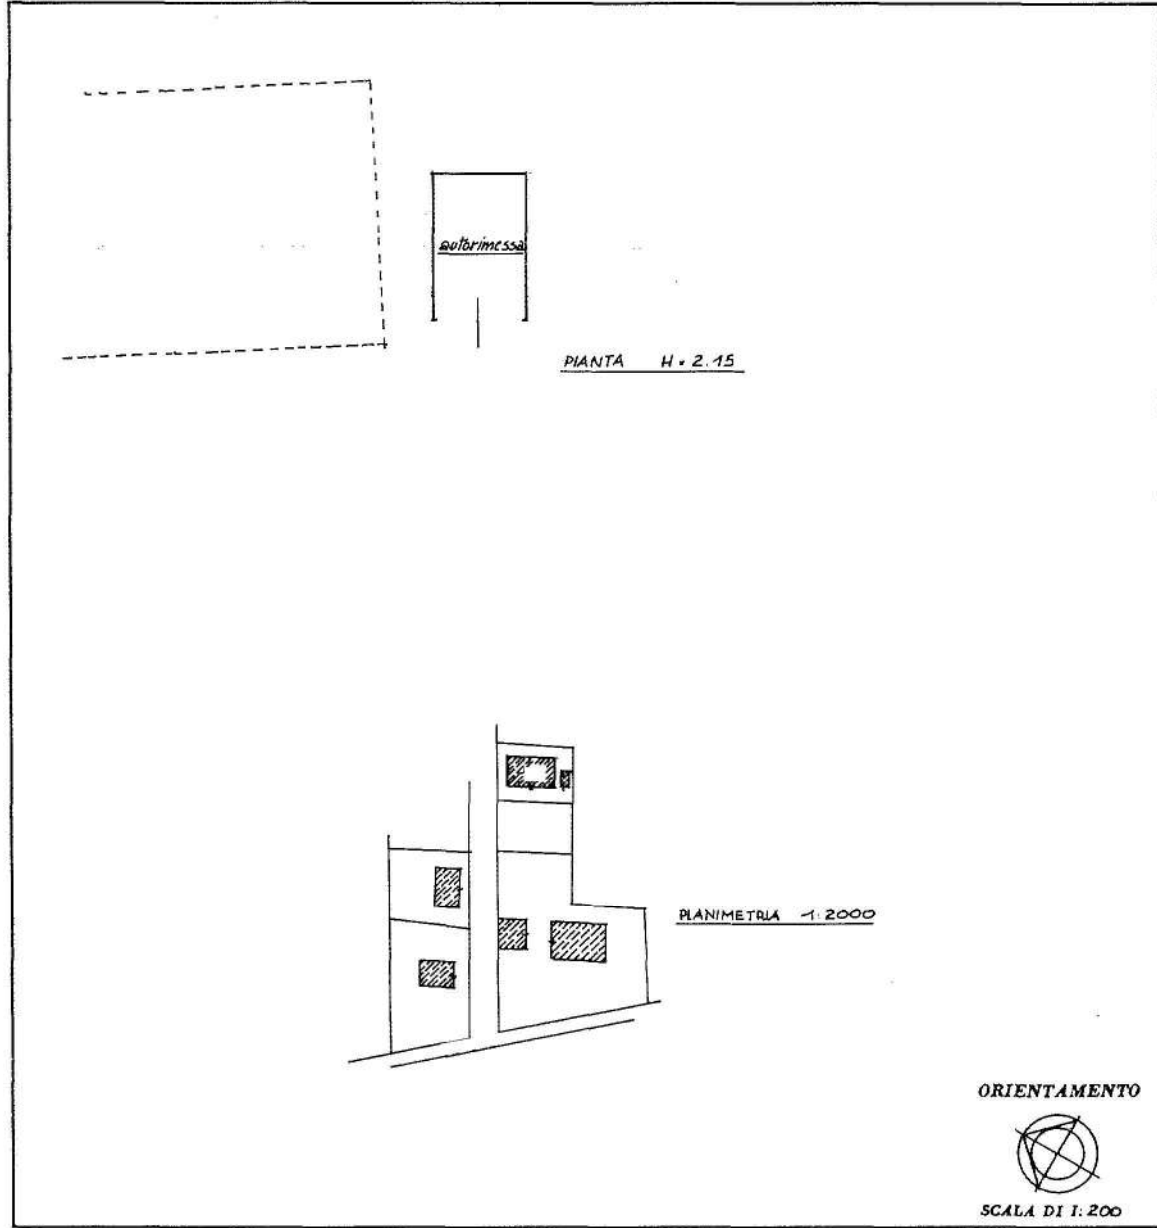 autorimessa
PIANTA H = 2.15
PLANIMETRIA 1:2000
ORIENTAMENTO
SCALA DI 1:200